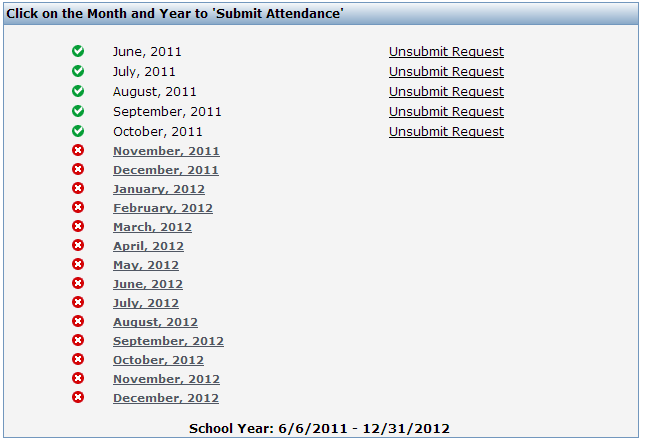 Click on the Month and Year to 'Submit Attendance'
June, 2011 Unsubmit Request
July, 2011 Unsubmit Request
August, 2011 Unsubmit Request
September, 2011 Unsubmit Request
October, 2011 Unsubmit Request
November, 2011
December, 2011
January, 2012
February, 2012
March, 2012
April, 2012
May, 2012
June, 2012
July, 2012
August, 2012
September, 2012
October, 2012
November, 2012
December, 2012
School Year: 6/6/2011 - 12/31/2012